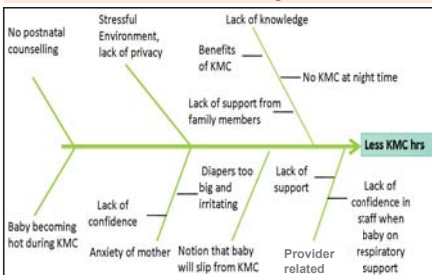 Lack of knowledge
Stressful
Environment,
lack of privacy
No postnatal
counselling
Benefits
of KMC
No KMC at night time
Lack of support from
family members
Less KMC hrs
Diapers too
big and
irritating
Lack of
support
Lack of
confidence in
staff when
baby on
respiratory
support
Lack of
confidence
Baby becoming
hot during KMC
Anxiety of mother
Notion that baby
will slip from KMC
Provider
related